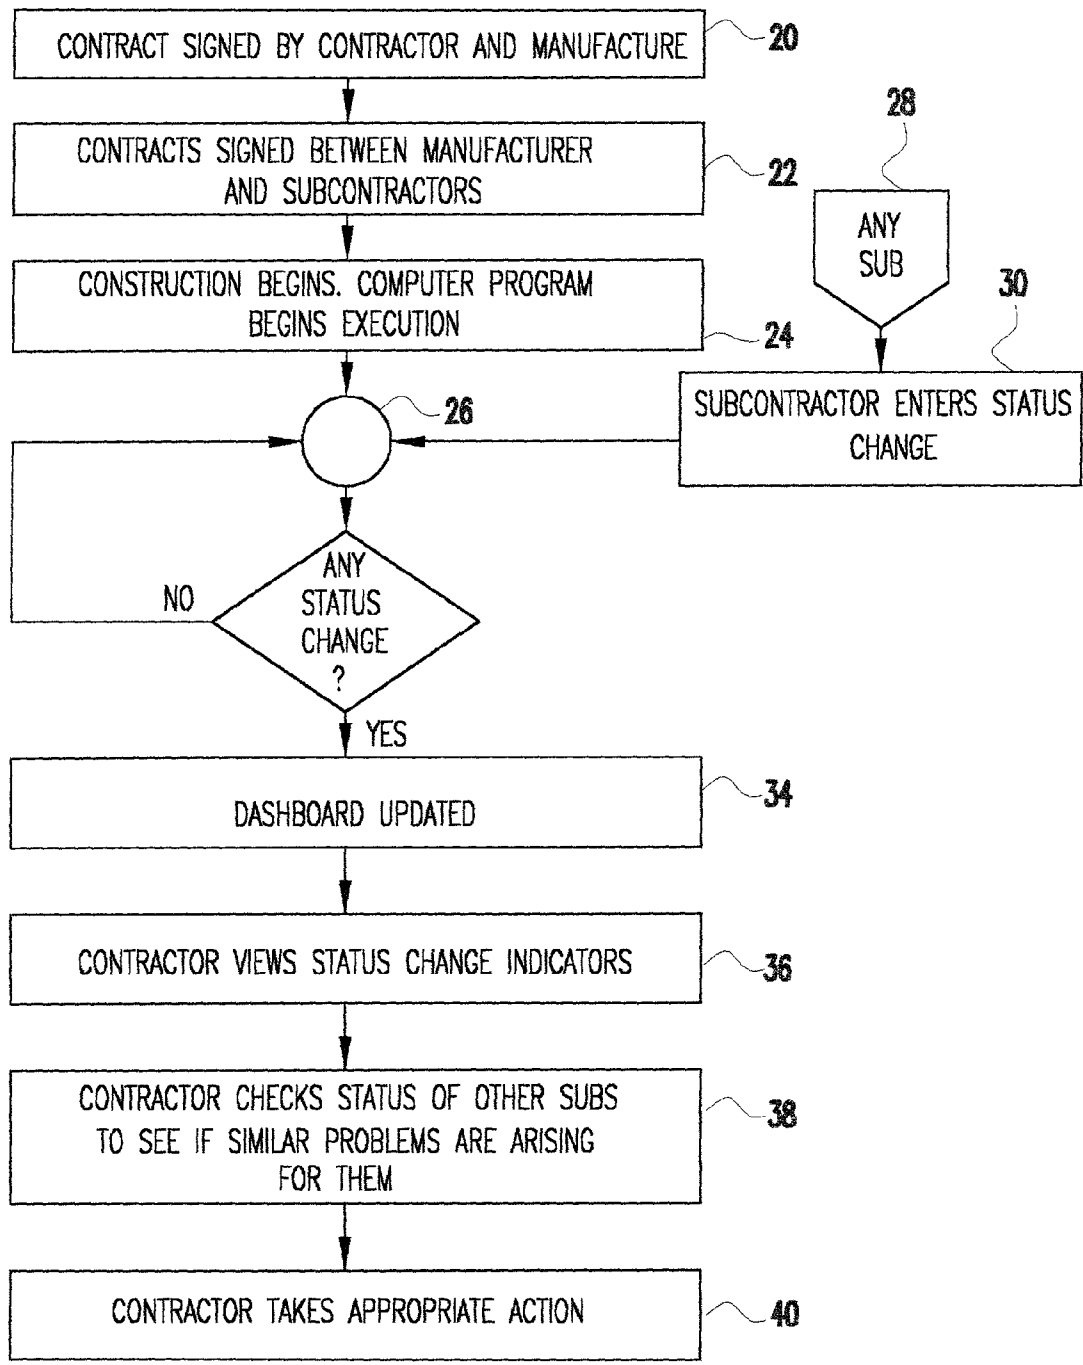 CONTRACT SIGNED BY CONTRACTOR AND MANUFACTURE
20
CONTRACTS SIGNED BETWEEN MANUFACTURER
AND SUBCONTRACTORS
22
28
ANY
SUB
CONSTRUCTION BEGINS. COMPUTER PROGRAM
BEGINS EXECUTION
24
30
SUBCONTRACTOR ENTERS STATUS
CHANGE
26
ANY
STATUS
CHANGE
?
NO
YES
DASHBOARD UPDATED
34
CONTRACTOR VIEWS STATUS CHANGE INDICATORS
36
CONTRACTOR CHECKS STATUS OF OTHER SUBS
TO SEE IF SIMILAR PROBLEMS ARE ARISING
FOR THEM
38
CONTRACTOR TAKES APPROPRIATE ACTION
40